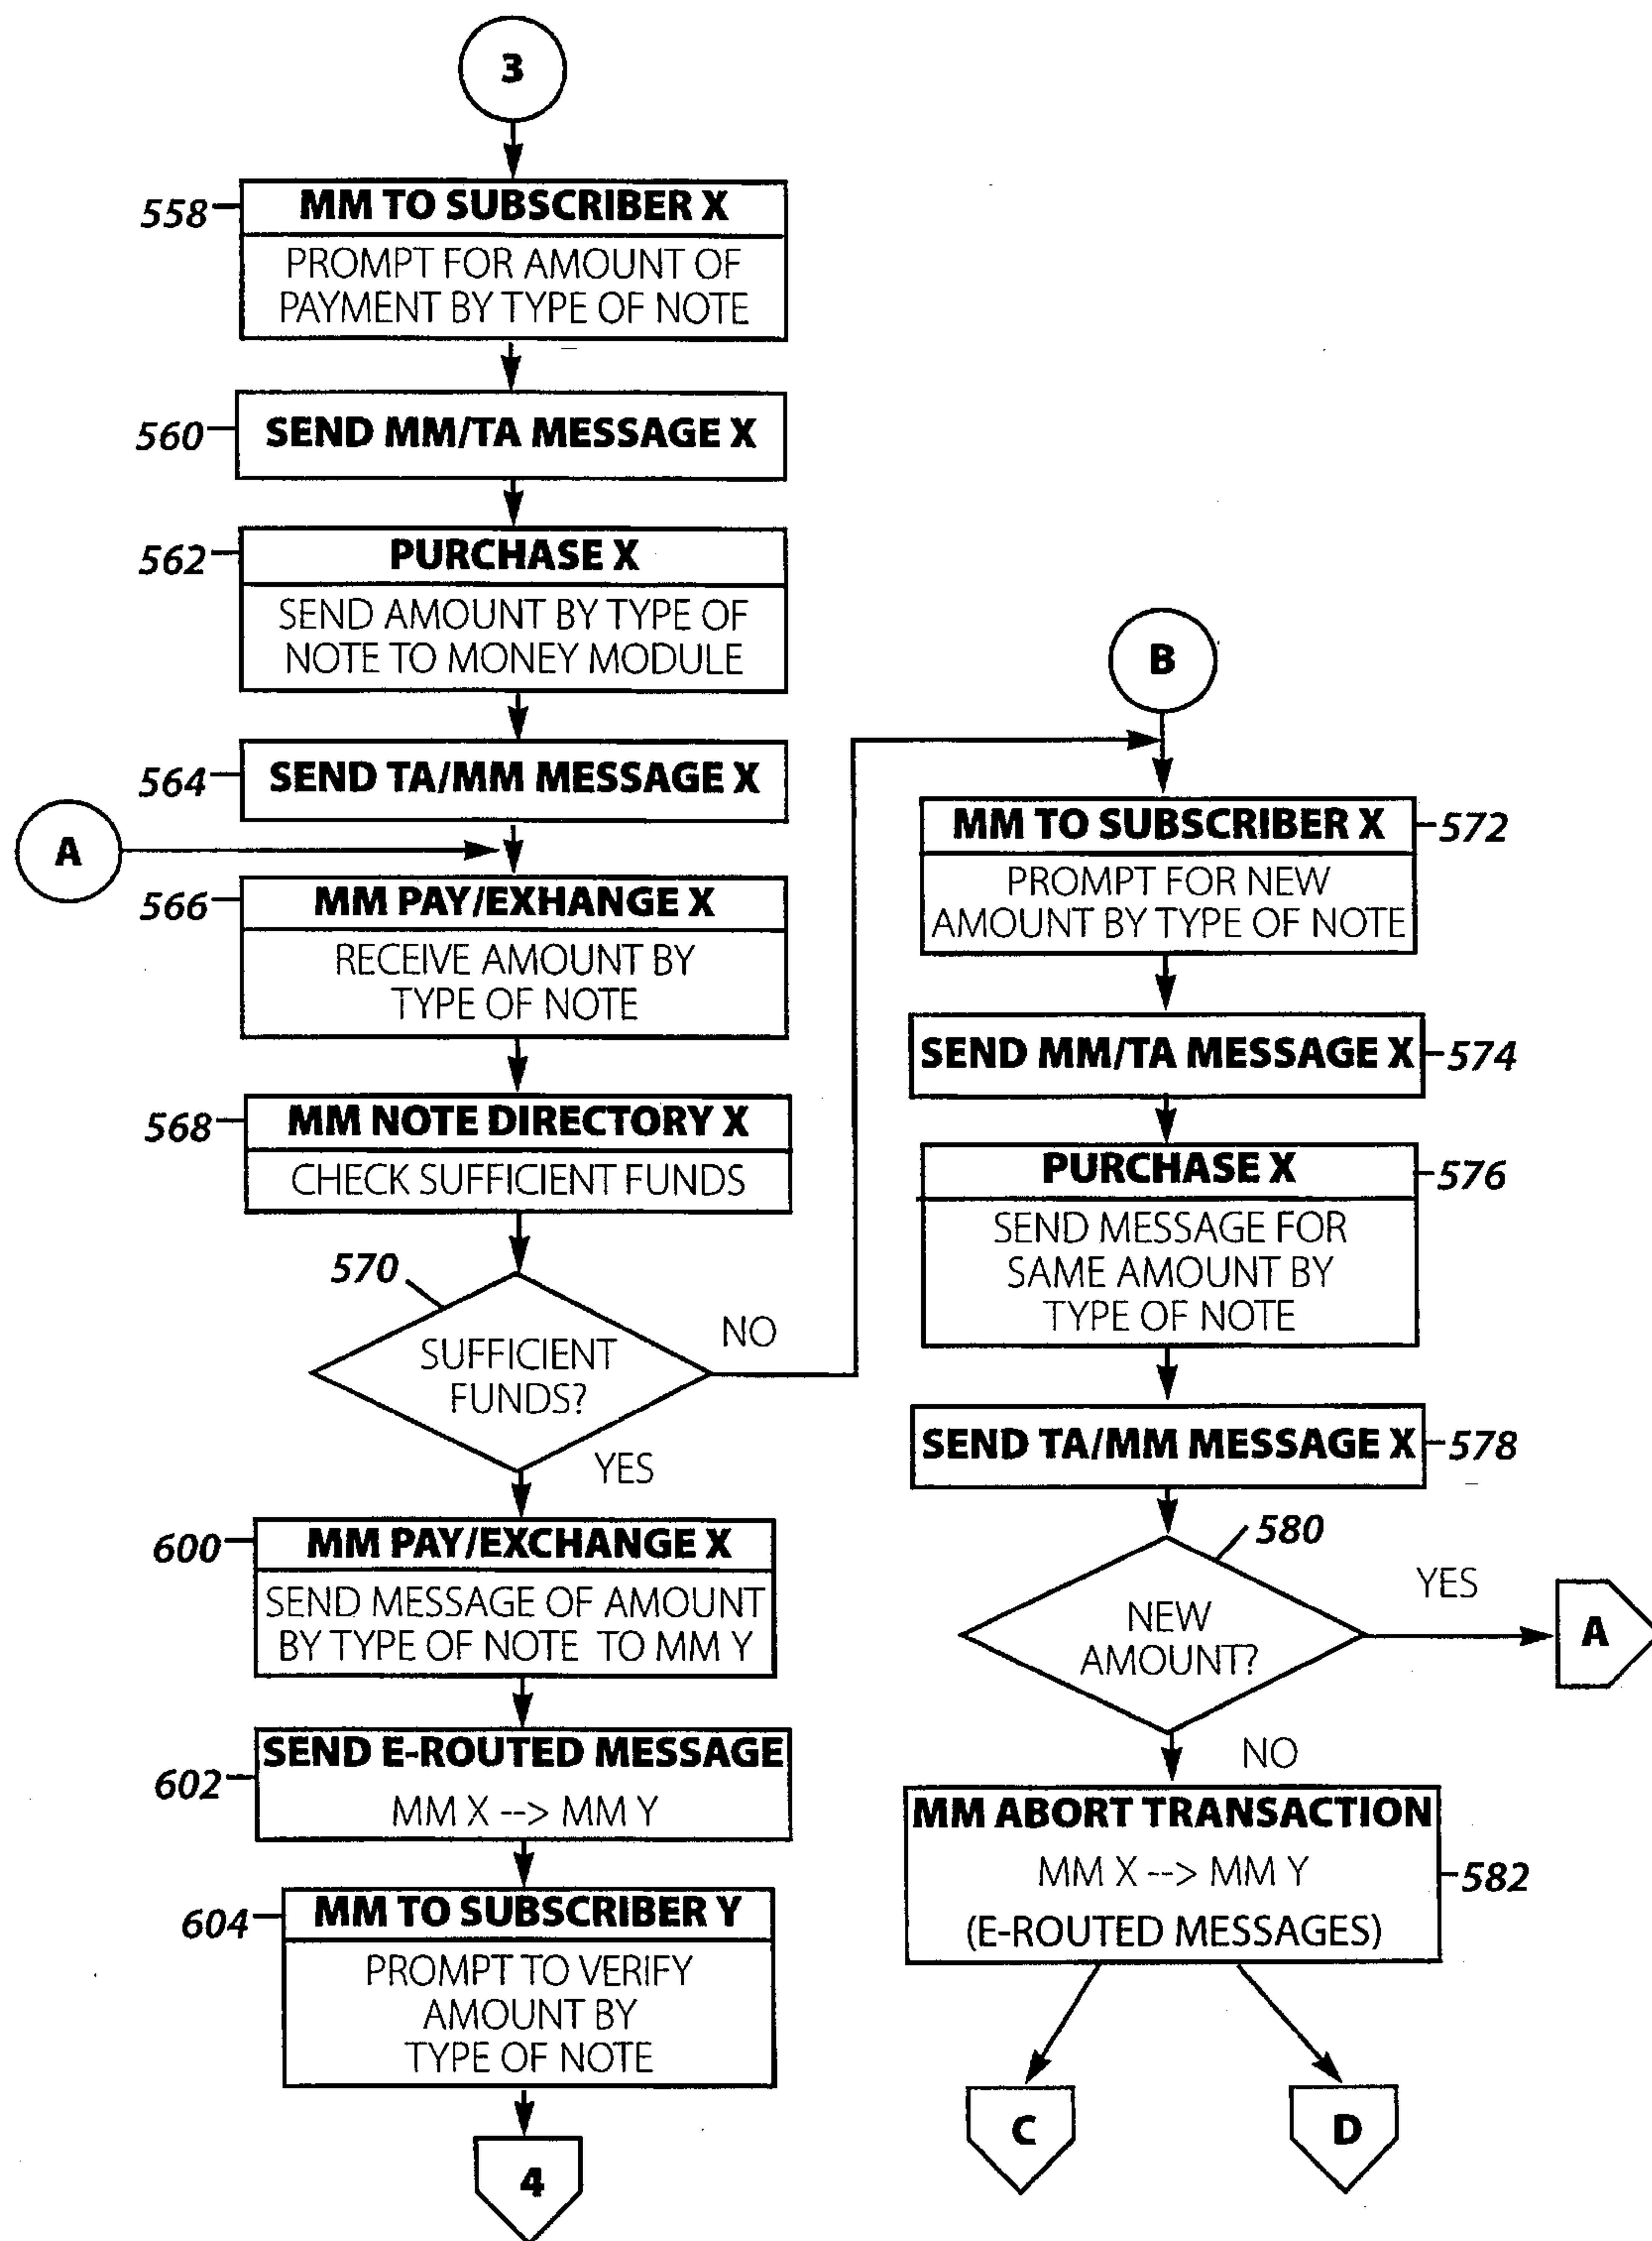 3
558
MM TO SUBSCRIBER X
PROMPT FOR AMOUNT OF
PAYMENT BY TYPE OF NOTE
560
SEND MM/TA MESSAGE X
562
PURCHASE X
SEND AMOUNT BY TYPE OF
NOTE TO MONEY MODULE
564
SEND TA/MM MESSAGE X
A
566
MM PAY/EXHANGE X
RECEIVE AMOUNT BY
TYPE OF NOTE
568
MM NOTE DIRECTORY X
CHECK SUFFICIENT FUNDS
570
SUFFICIENT
FUNDS?
NO
YES
600
MM PAY/EXCHANGE X
SEND MESSAGE OF AMOUNT
BY TYPE OF NOTE TO MM Y
602
SEND E-ROUTED MESSAGE
MM X --> MM Y
604
MM TO SUBSCRIBER Y
PROMPT TO VERIFY
AMOUNT BY
TYPE OF NOTE
4
B
MM TO SUBSCRIBER X
572
PROMPT FOR NEW
AMOUNT BY TYPE OF NOTE
SEND MM/TA MESSAGE X
574
PURCHASE X
576
SEND MESSAGE FOR
SAME AMOUNT BY
TYPE OF NOTE
SEND TA/MM MESSAGE X
578
580
NEW
AMOUNT?
YES
A
NO
MM ABORT TRANSACTION
MM X --> MM Y
582
(E-ROUTED MESSAGES)
C
D